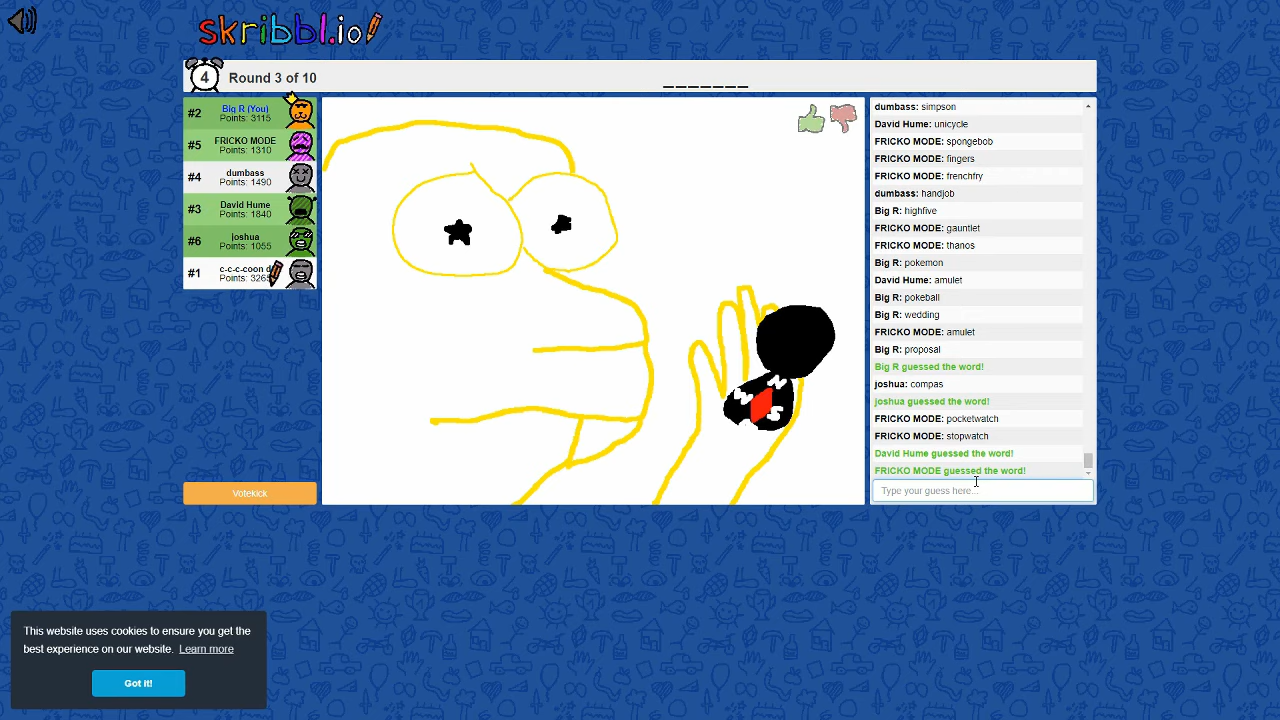 skribbl.io
4
Round 3 of 10
_______
#2
Big R (You)
Points: 3115
#5
FRICKO MODE
Points: 1310
#4
dumbass
Points: 1490
#3
David Hume
Points: 1840
#6
joshua
Points: 1055
#1
c-c-c-coon d
Points: 3265
Votekick
N
W
S
dumbass: simpson
David Hume: unicycle
FRICKO MODE: spongebob
FRICKO MODE: fingers
FRICKO MODE: frenchfry
dumbass: handjob
Big R: highfive
FRICKO MODE: gauntlet
FRICKO MODE: thanos
Big R: pokemon
David Hume: amulet
Big R: pokeball
Big R: wedding
FRICKO MODE: amulet
Big R: proposal
Big R guessed the word!
joshua: compas
joshua guessed the word!
FRICKO MODE: pocketwatch
FRICKO MODE: stopwatch
David Hume guessed the word!
FRICKO MODE guessed the word!
Type your guess here...
This website uses cookies to ensure you get the
best experience on our website. Learn more
Got it!